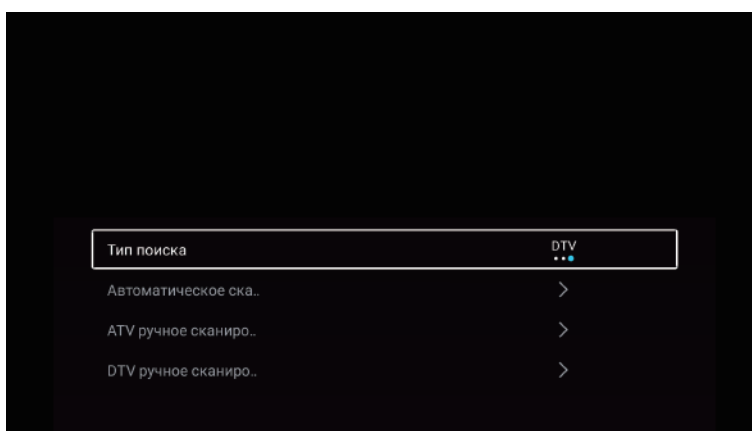 Тип поиска DTV
Автоматическое ска..
ATV ручное сканиро..
DTV ручное сканиро..